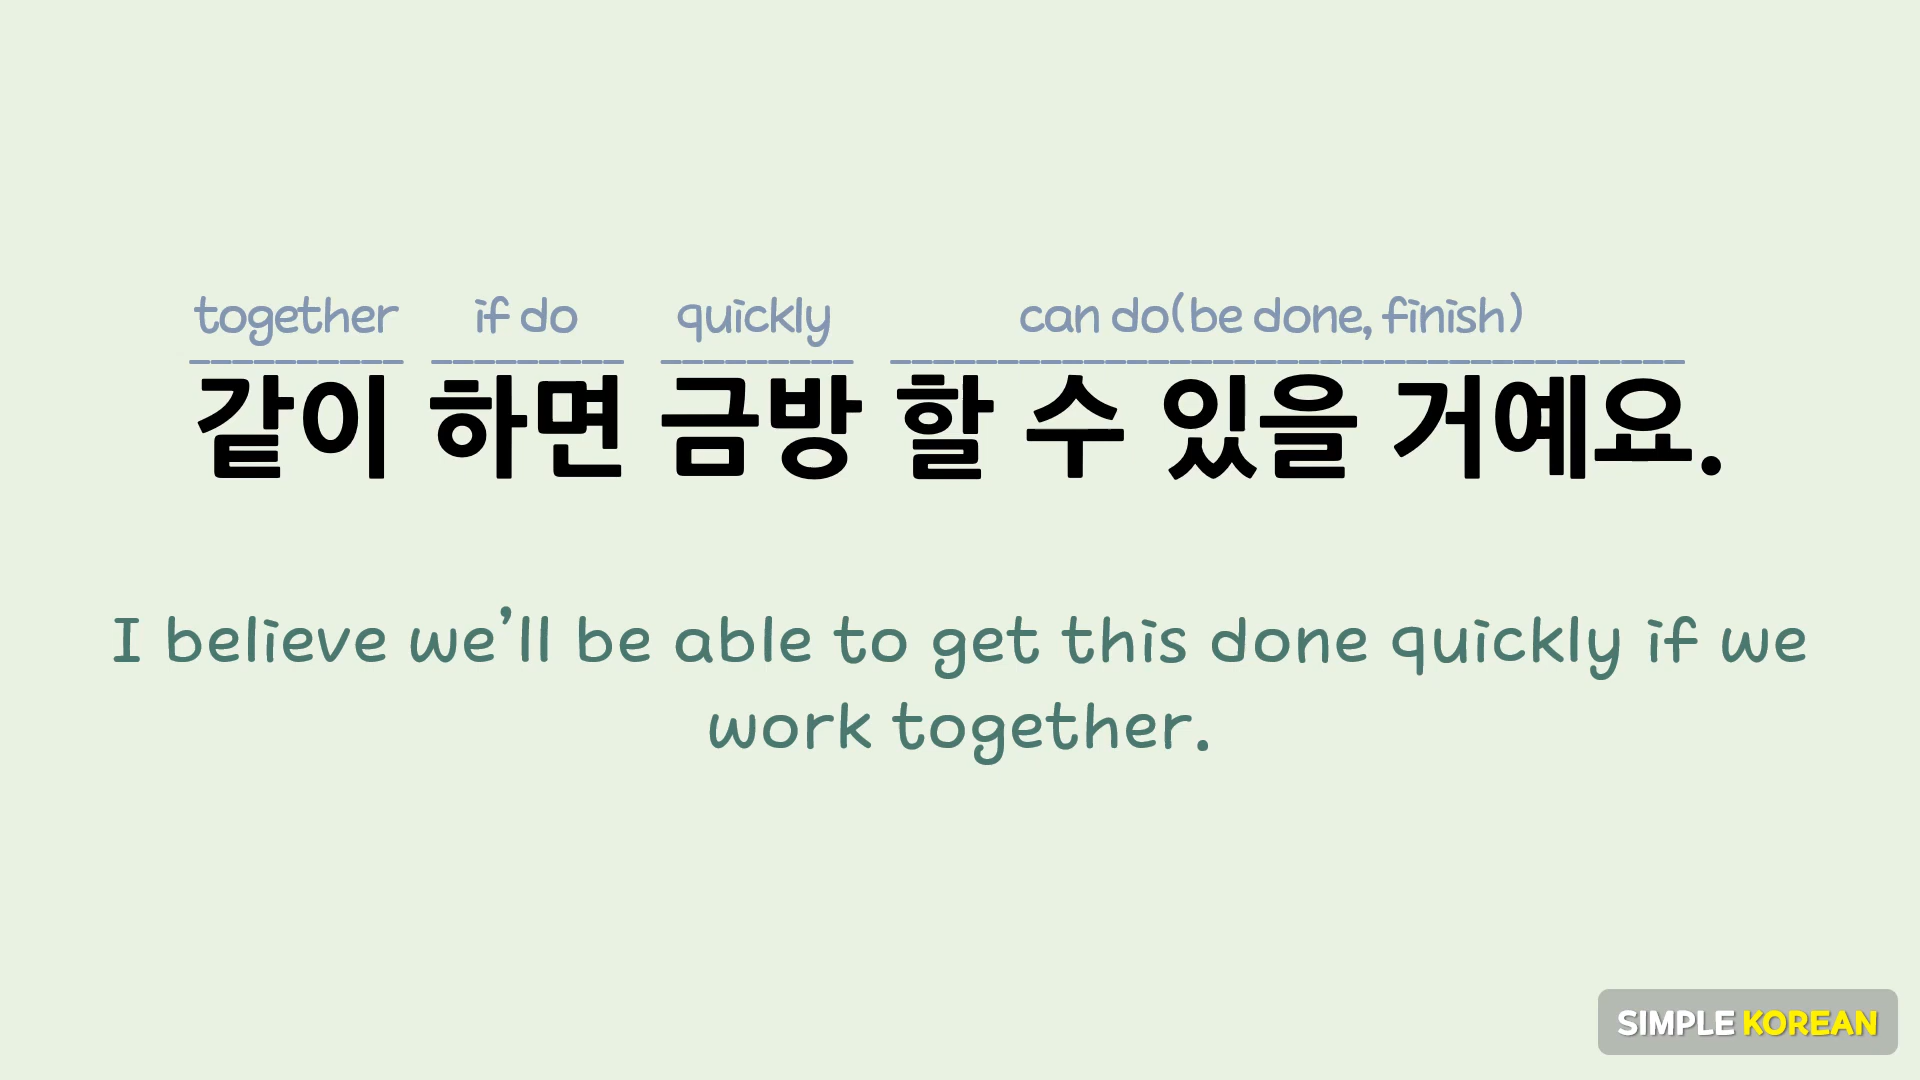 together if do quickly can do(be done, finish)
같이 하면 금방 할 수 있을 거예요.
I believe we'll be able to get this done quickly if we
work together.
SIMPLE KOREAN